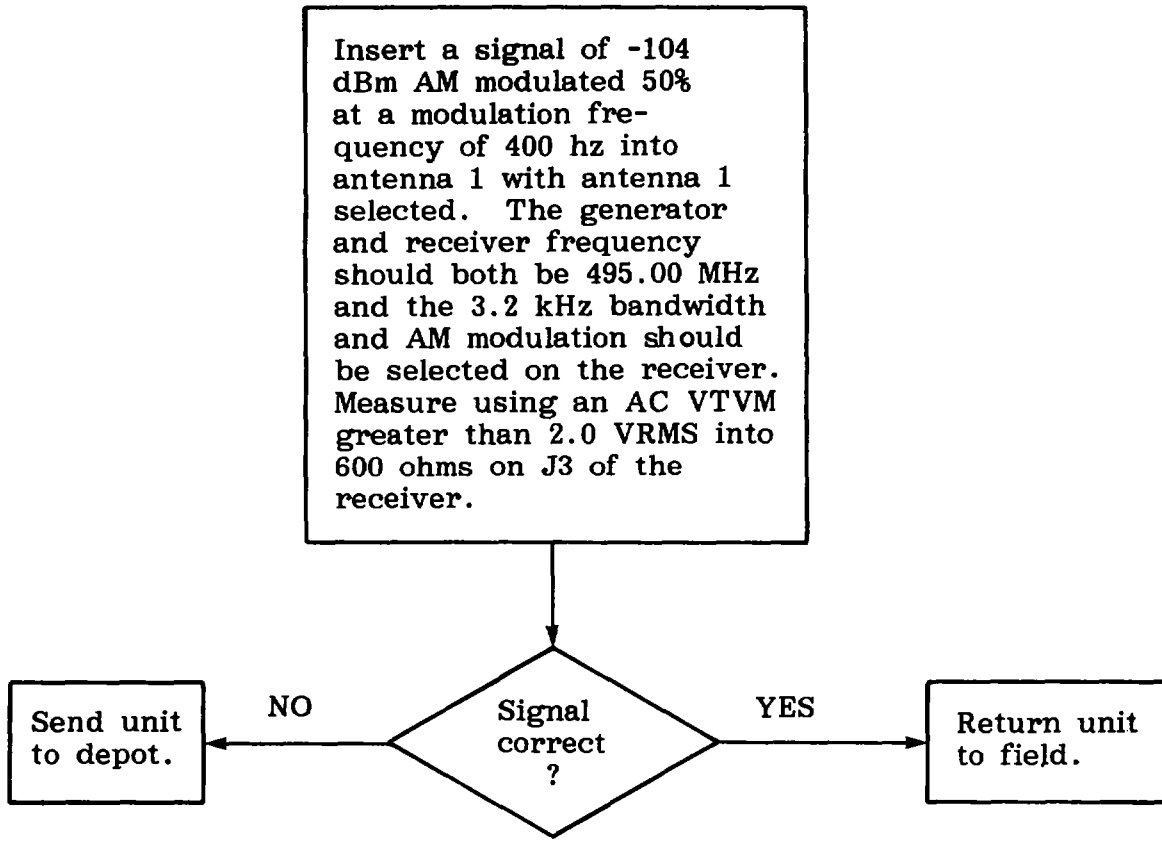 Insert a signal of -104
dBm AM modulated 50%
at a modulation fre-
quency of 400 hz into
antenna 1 with antenna 1
selected. The generator
and receiver frequency
should both be 495.00 MHz
and the 3.2 kHz bandwidth
and AM modulation should
be selected on the receiver.
Measure using an AC VTVM
greater than 2.0 VRMS into
600 ohms on J3 of the
receiver.
NO
Signal
correct
?
YES
Send unit
to depot.
Return unit
to field.